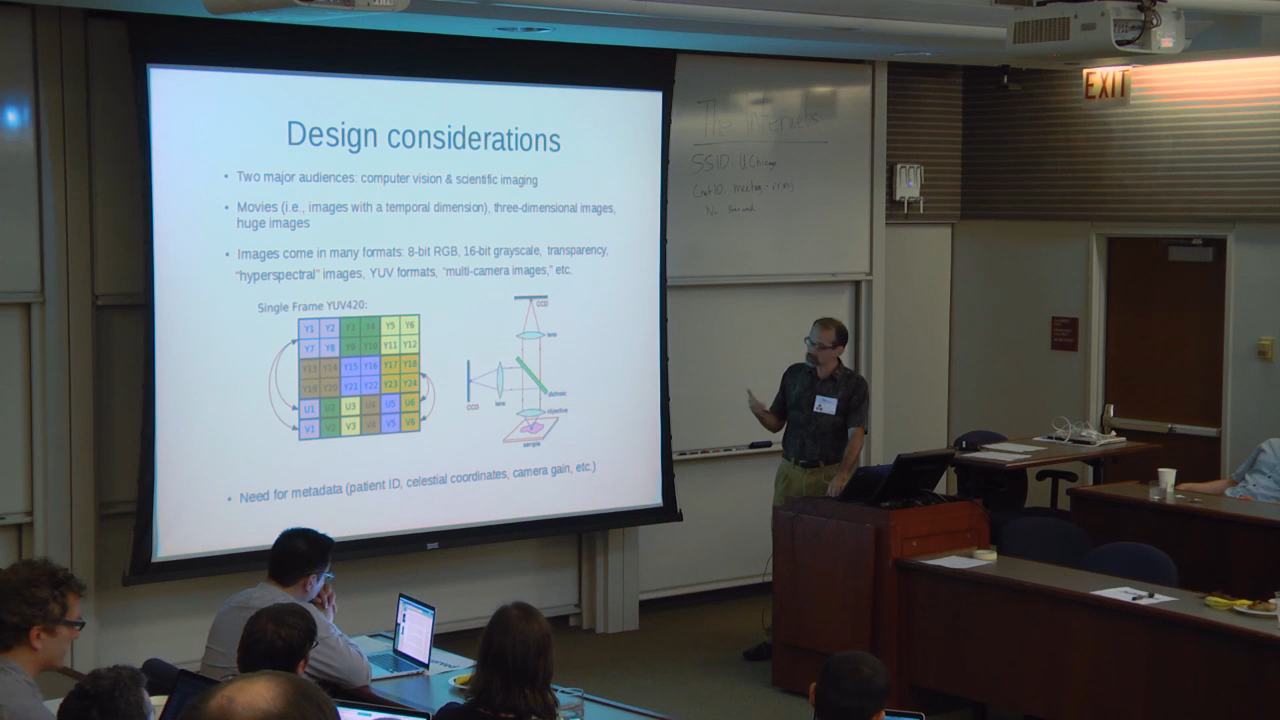 Design considerations
• Two major audiences: computer vision & scientific imaging
• Movies (i.e., images with a temporal dimension), three-dimensional images,
huge images
• Images come in many formats: 8-bit RGB, 16-bit grayscale, transparency,
"hyperspectral" images, YUV formats, "multi-camera images," etc.
Single Frame YUV420:
Y1 Y2 Y3 Y4 Y5 Y6
Y7 Y8 Y9 Y10 Y11 Y12
Y13 Y14 Y15 Y16 Y17 Y18
Y19 Y20 Y21 Y22 Y23 Y24
U1 U2 U3 U4 U5 U6
V1 V2 V3 V4 V5 V6
CCD
lens
CCD
lens
dichroic
objective
sample
• Need for metadata (patient ID, celestial coordinates, camera gain, etc.)
The Interwebs
SSID: UChicago
EXIT